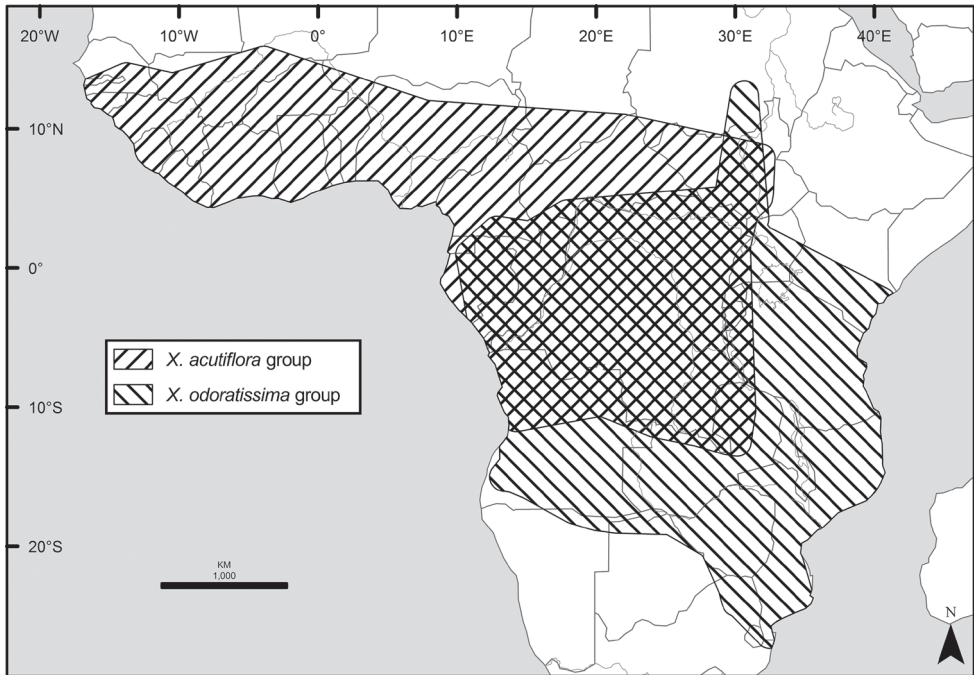 20°W 10°W 0° 10°E 20°E 30°E 40°E
10°N
0°
X. acutiflora group
X. odoratissima group
10°S
20°S
KM
1,000
N